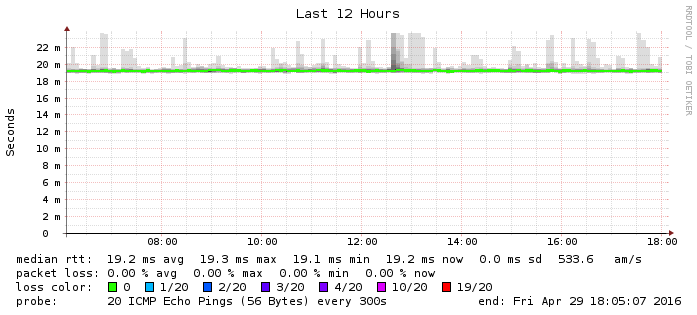 Last 12 Hours
RRDTOOL / TOBI OETIKER
Seconds
22 m
20 m
18 m
16 m
14 m
12 m
10 m
8 m
6 m
4 m
2 m
0
08:00 10:00 12:00 14:00 16:00 18:00
median rtt: 19.2 ms avg 19.3 ms max 19.1 ms min 19.2 ms now 0.0 ms sd 533.6 am/s
packet loss: 0.00 % avg 0.00 % max 0.00 % min 0.00 % now
loss color: 0 1/20 2/20 3/20 4/20 10/20 19/20
probe: 20 ICMP Echo Pings (56 Bytes) every 300s end: Fri Apr 29 18:05:07 2016